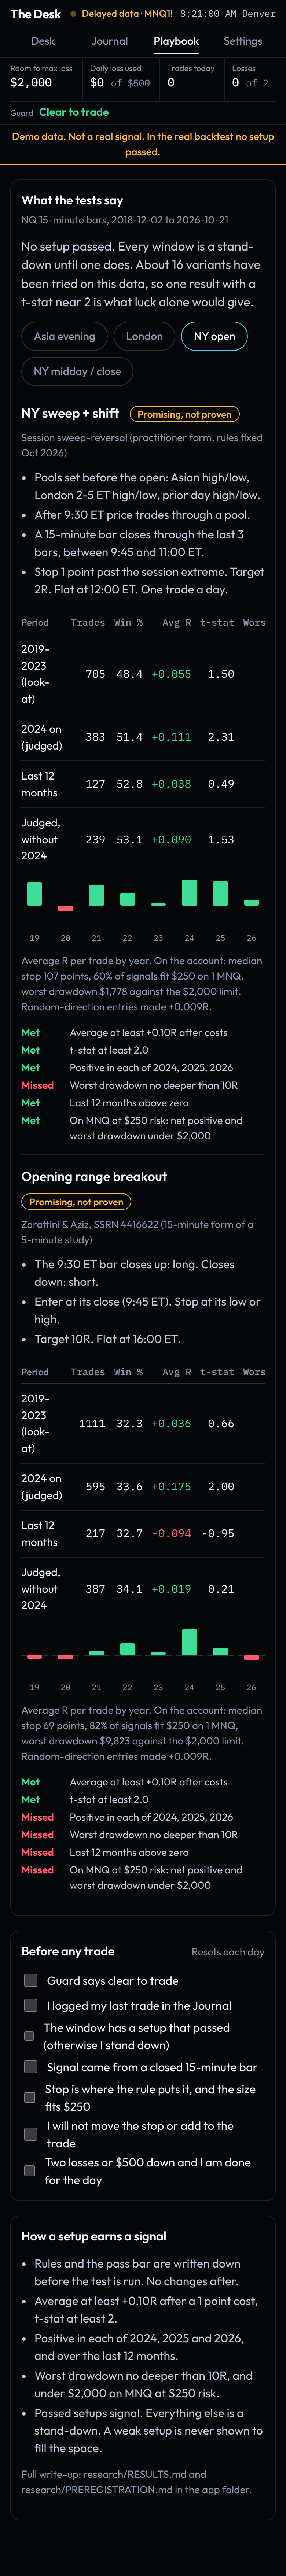 The Desk
Delayed data · MNQ1!
8:21:00 AM Denver
Desk
Journal
Playbook
Settings
Room to max loss
$2,000
Daily loss used
$0 of $500
Trades today
0
Losses
0 of 2
Guard Clear to trade
Demo data. Not a real signal. In the real backtest no setup
passed.
What the tests say
NQ 15-minute bars, 2018-12-02 to 2026-10-21
No setup passed. Every window is a stand-
down until one does. About 16 variants have
been tried on this data, so one result with a
t-stat near 2 is what luck alone would give.
Asia evening
London
NY open
NY midday / close
NY sweep + shift
Promising, not proven
Session sweep-reversal (practitioner form, rules fixed
Oct 2026)
• Pools set before the open: Asian high/low,
London 2-5 ET high/low, prior day high/low.
• After 9:30 ET price trades through a pool.
• A 15-minute bar closes through the last 3
bars, between 9:45 and 11:00 ET.
• Stop 1 point past the session extreme. Target
2R. Flat at 12:00 ET. One trade a day.
Period Trades Win % Avg R t-stat Wors
2019-
2023
(look-
at)
705 48.4 +0.055 1.50
2024 on
(judged)
383 51.4 +0.111 2.31
Last 12
months
127 52.8 +0.038 0.49
Judged,
without
2024
239 53.1 +0.090 1.53
19 20 21 22 23 24 25 26
Average R per trade by year. On the account: median
stop 107 points, 60% of signals fit $250 on 1 MNQ,
worst drawdown $1,778 against the $2,000 limit.
Random-direction entries made +0.009R.
Met Average at least +0.10R after costs
Met t-stat at least 2.0
Met Positive in each of 2024, 2025, 2026
Missed Worst drawdown no deeper than 10R
Met Last 12 months above zero
Met On MNQ at $250 risk: net positive and
worst drawdown under $2,000
Opening range breakout
Promising, not proven
Zarattini & Aziz, SSRN 4416622 (15-minute form of a
5-minute study)
• The 9:30 ET bar closes up: long. Closes
down: short.
• Enter at its close (9:45 ET). Stop at its low or
high.
• Target 10R. Flat at 16:00 ET.
Period Trades Win % Avg R t-stat Wors
2019-
2023
(look-
at)
1111 32.3 +0.036 0.66
2024 on
(judged)
595 33.6 +0.175 2.00
Last 12
months
217 32.7 -0.094 -0.95
Judged,
without
2024
387 34.1 +0.019 0.21
19 20 21 22 23 24 25 26
Average R per trade by year. On the account: median
stop 69 points, 82% of signals fit $250 on 1 MNQ,
worst drawdown $9,823 against the $2,000 limit.
Random-direction entries made +0.009R.
Met Average at least +0.10R after costs
Met t-stat at least 2.0
Missed Positive in each of 2024, 2025, 2026
Missed Worst drawdown no deeper than 10R
Missed Last 12 months above zero
Missed On MNQ at $250 risk: net positive and
worst drawdown under $2,000
Before any trade
Resets each day
Guard says clear to trade
I logged my last trade in the Journal
The window has a setup that passed
(otherwise I stand down)
Signal came from a closed 15-minute bar
Stop is where the rule puts it, and the size
fits $250
I will not move the stop or add to the
trade
Two losses or $500 down and I am done
for the day
How a setup earns a signal
• Rules and the pass bar are written down
before the test is run. No changes after.
• Average at least +0.10R after a 1 point cost,
t-stat at least 2.
• Positive in each of 2024, 2025 and 2026,
and over the last 12 months.
• Worst drawdown no deeper than 10R, and
under $2,000 on MNQ at $250 risk.
• Passed setups signal. Everything else is a
stand-down. A weak setup is never shown to
fill the space.
Full write-up: research/RESULTS.md and
research/PREREGISTRATION.md in the app folder.